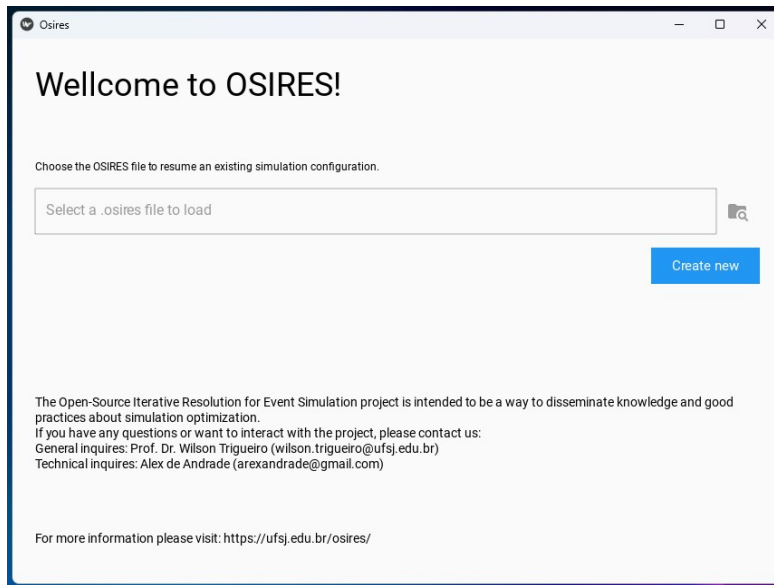 Osires
Wellcome to OSIRES!
Choose the OSIRES file to resume an existing simulation configuration.
Select a .osires file to load
Create new
The Open-Source Iterative Resolution for Event Simulation project is intended to be a way to disseminate knowledge and good
practices about simulation optimization.
If you have any questions or want to interact with the project, please contact us:
General inquires: Prof. Dr. Wilson Trigueiro (wilson.trigueiro@ufsj.edu.br)
Technical inquires: Alex de Andrade (arexandrade@gmail.com)
For more information please visit: https://ufsj.edu.br/osires/